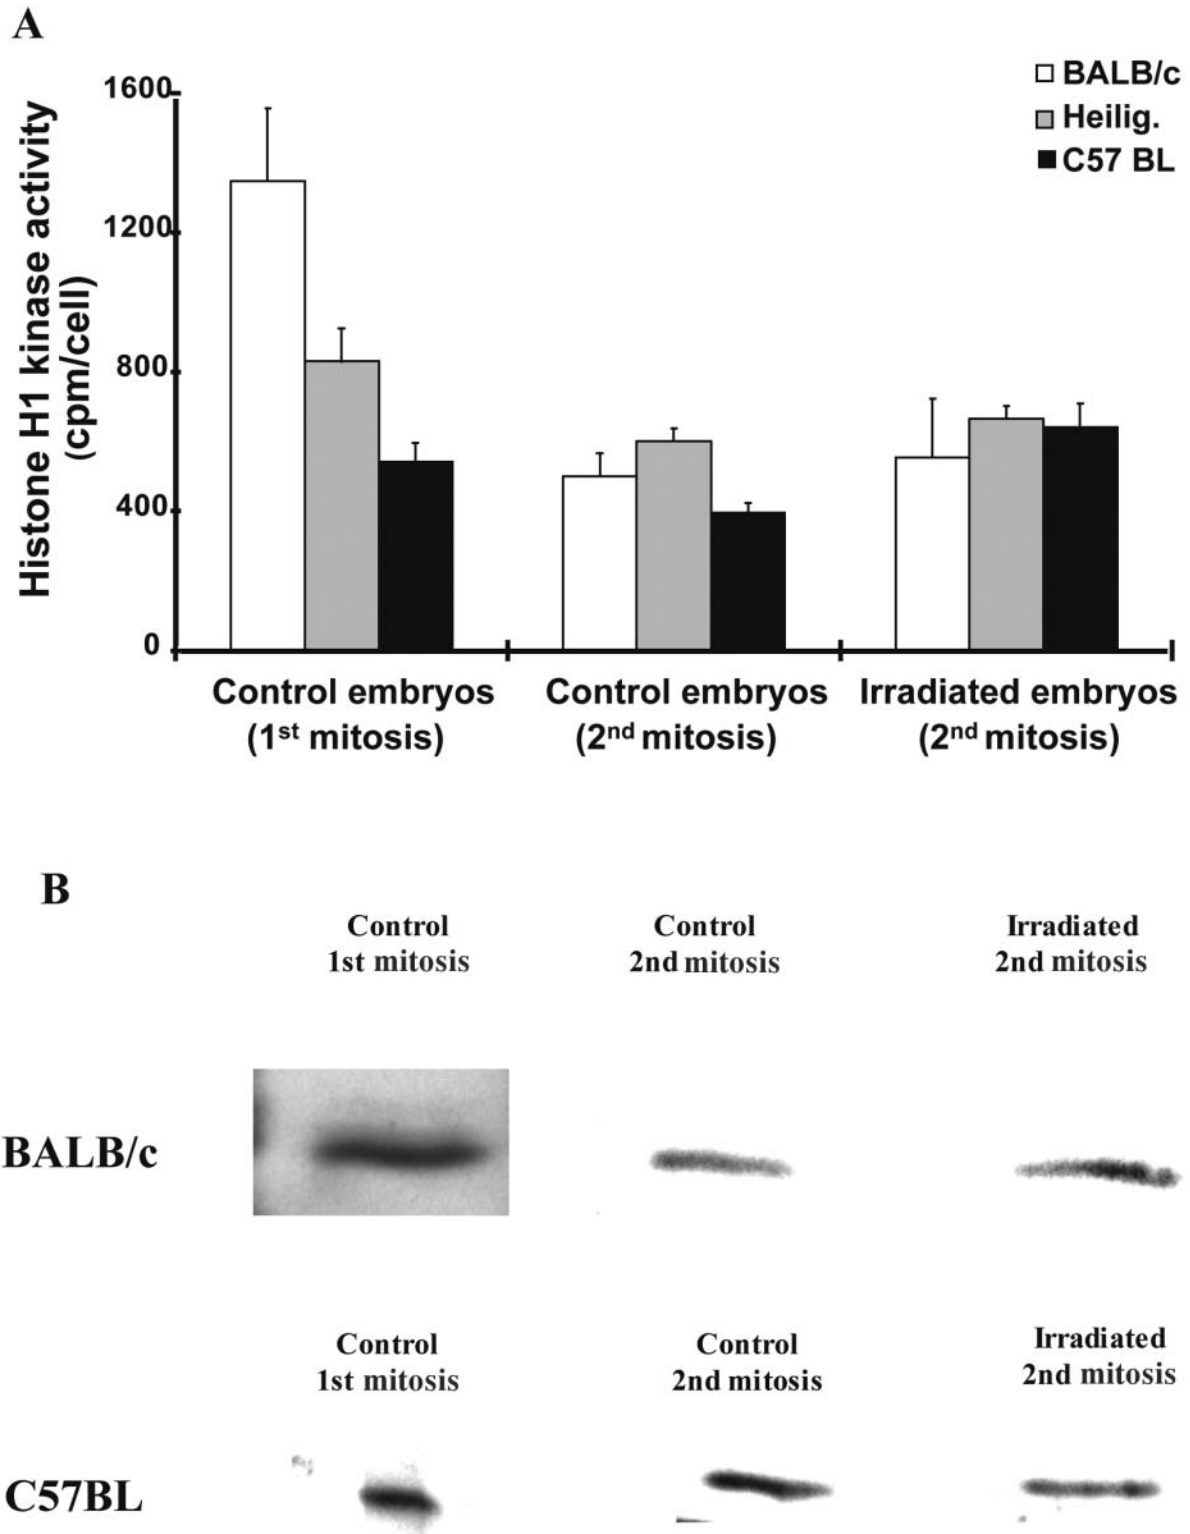 A
BALB/c
Heilig.
C57 BL
Histone H1 kinase activity
(cpm/cell)
1600
1200
800
400
0
Control embryos
(1st mitosis)
Control embryos
(2nd mitosis)
Irradiated embryos
(2nd mitosis)
B
Control
1st mitosis
Control
2nd mitosis
Irradiated
2nd mitosis
BALB/c
Control
1st mitosis
Control
2nd mitosis
Irradiated
2nd mitosis
C57BL